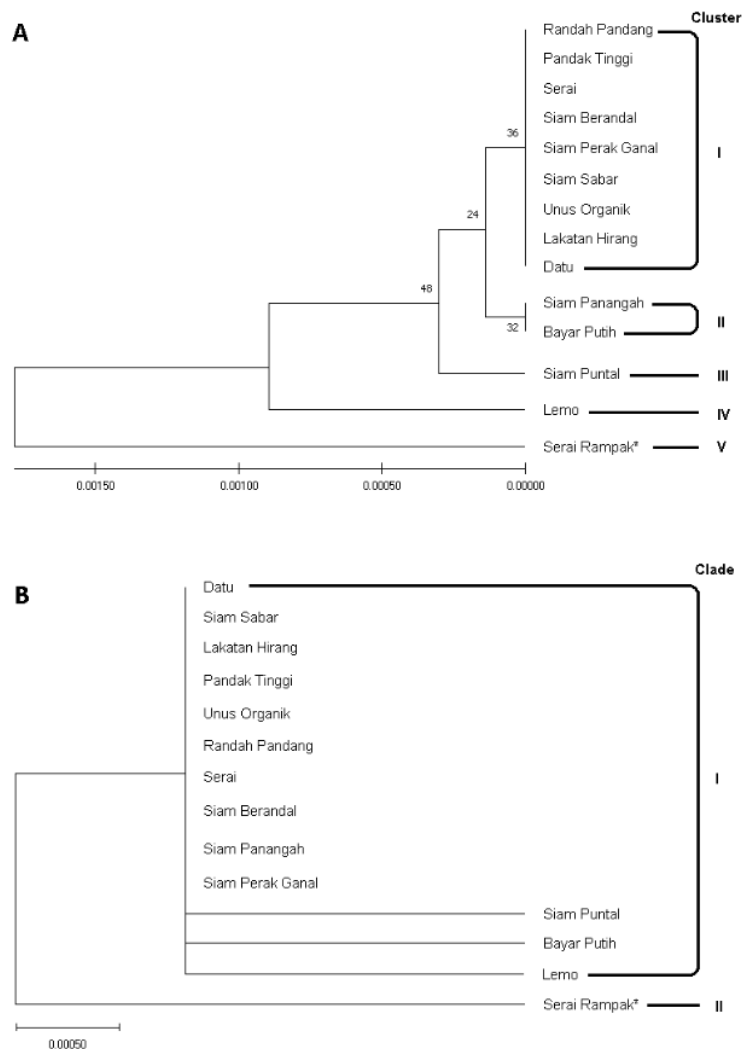 Cluster
A
Randah Pandang
Pandak Tinggi
Serai
Siam Berandal
36
Siam Perak Ganal
I
Siam Sabar
Unus Organik
24
Lakatan Hirang
Datu
48
Siam Panangah
II
32
Bayar Putih
Siam Puntal
III
Lemo
IV
Serai Rampak*
V
0.00150 0.00100 0.00050 0.00000
Clade
B
Datu
Siam Sabar
Lakatan Hirang
Pandak Tinggi
Unus Organik
Randah Pandang
Serai
I
Siam Berandal
Siam Panangah
Siam Perak Ganal
Siam Puntal
Bayar Putih
Lemo
Serai Rampak*
II
0.00050